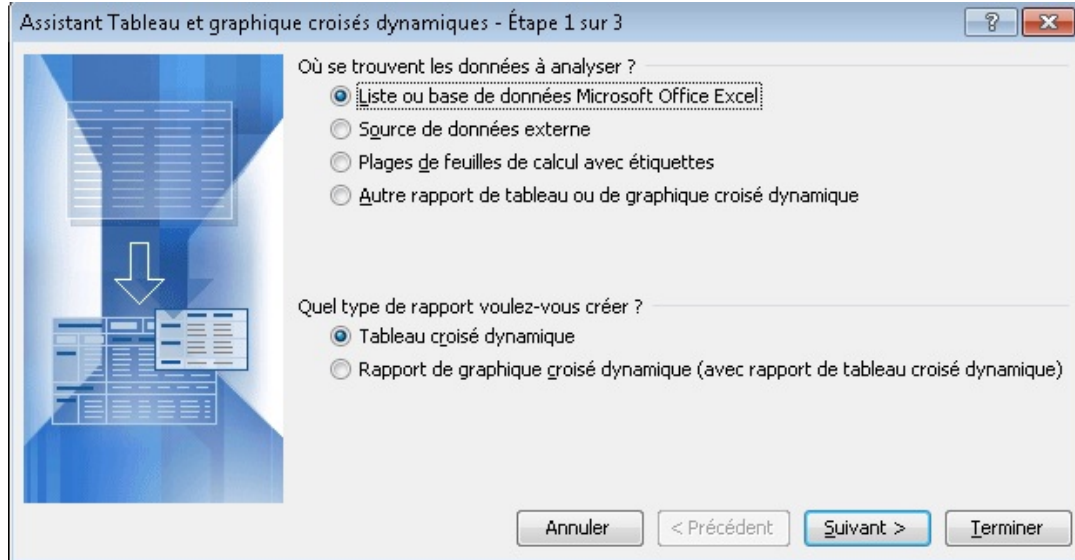 Assistant Tableau et graphique croisés dynamiques - Étape 1 sur 3
Où se trouvent les données à analyser ?
Liste ou base de données Microsoft Office Excel
Source de données externe
Plages de feuilles de calcul avec étiquettes
Autre rapport de tableau ou de graphique croisé dynamique
Quel type de rapport voulez-vous créer ?
Tableau croisé dynamique
Rapport de graphique croisé dynamique (avec rapport de tableau croisé dynamique)
Annuler < Précédent Suivant > Terminer